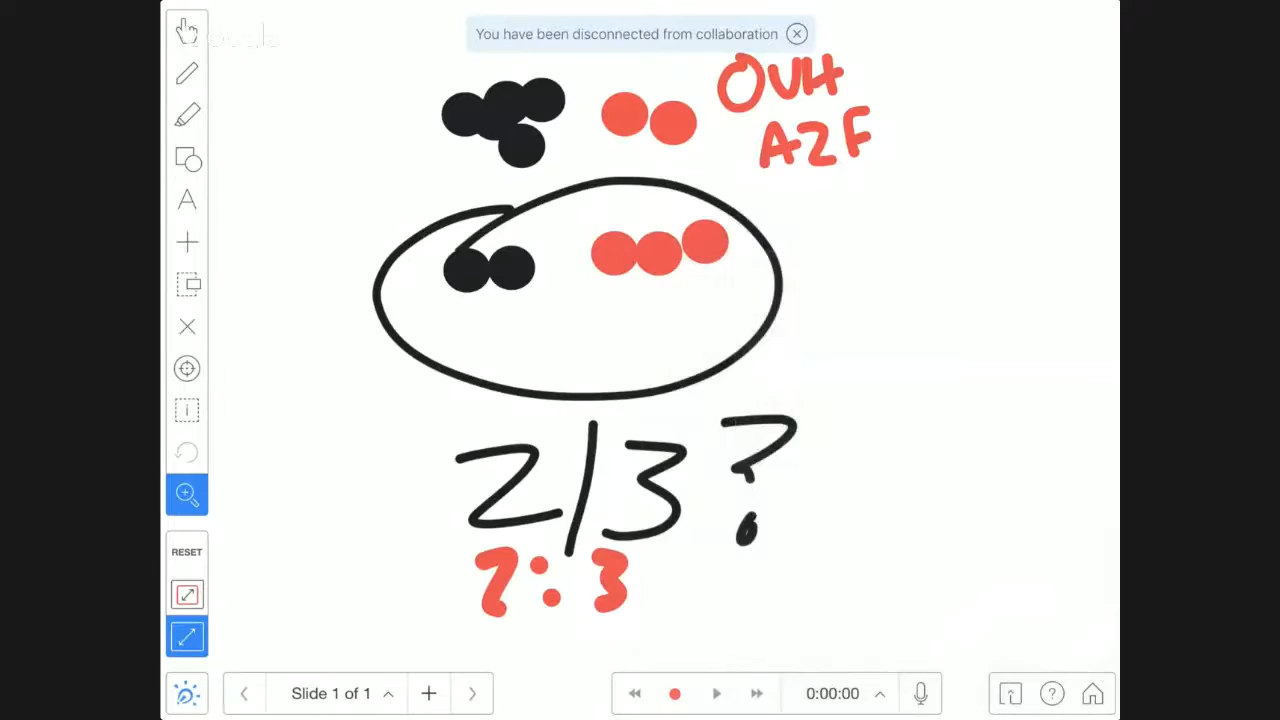 You have been disconnected from collaboration
OUH
AZF
2/3?
2:3
RESET
Slide 1 of 1
0:00:00